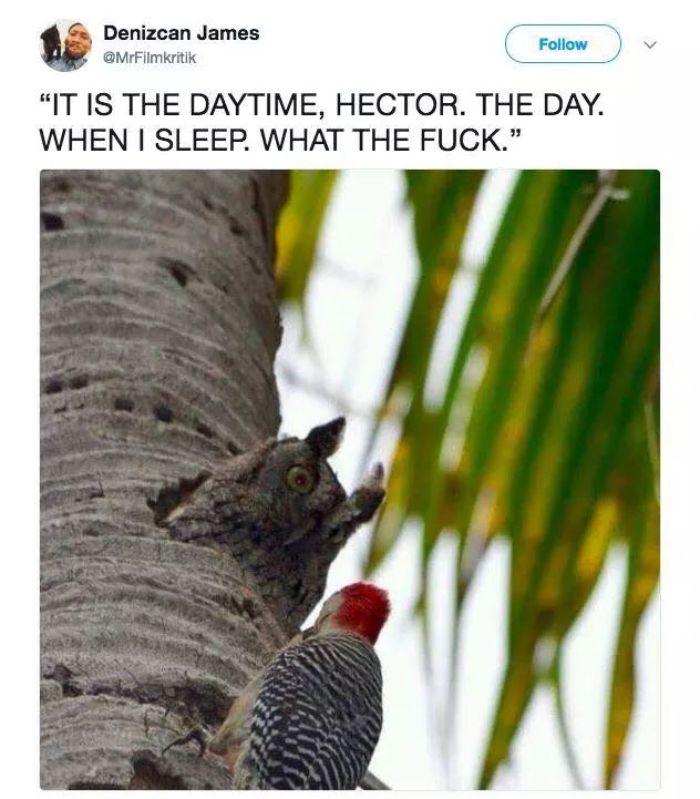 Denizcan James
@MrFilmkritik
Follow
“IT IS THE DAYTIME, HECTOR. THE DAY.
WHEN I SLEEP. WHAT THE FUCK.”